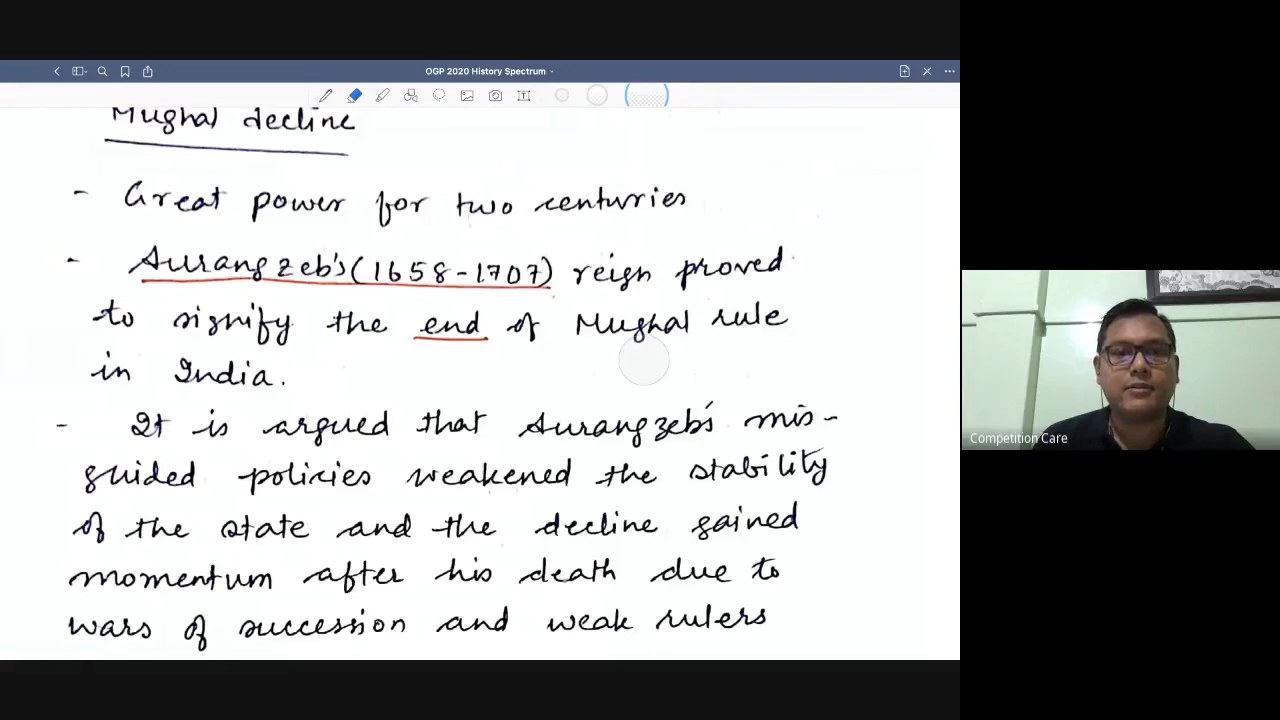 OGP 2020 History Spectrum
Mughal decline
- Great power for two centuries
- Aurangzeb's (1658-1707) reign proved
to signify the end of Mughal rule
in India.
- It is argued that Aurangzeb's mis-
guided policies weakened the stability
of the state and the decline gained
momentum after his death due to
wars of succession and weak rulers
Competition Care